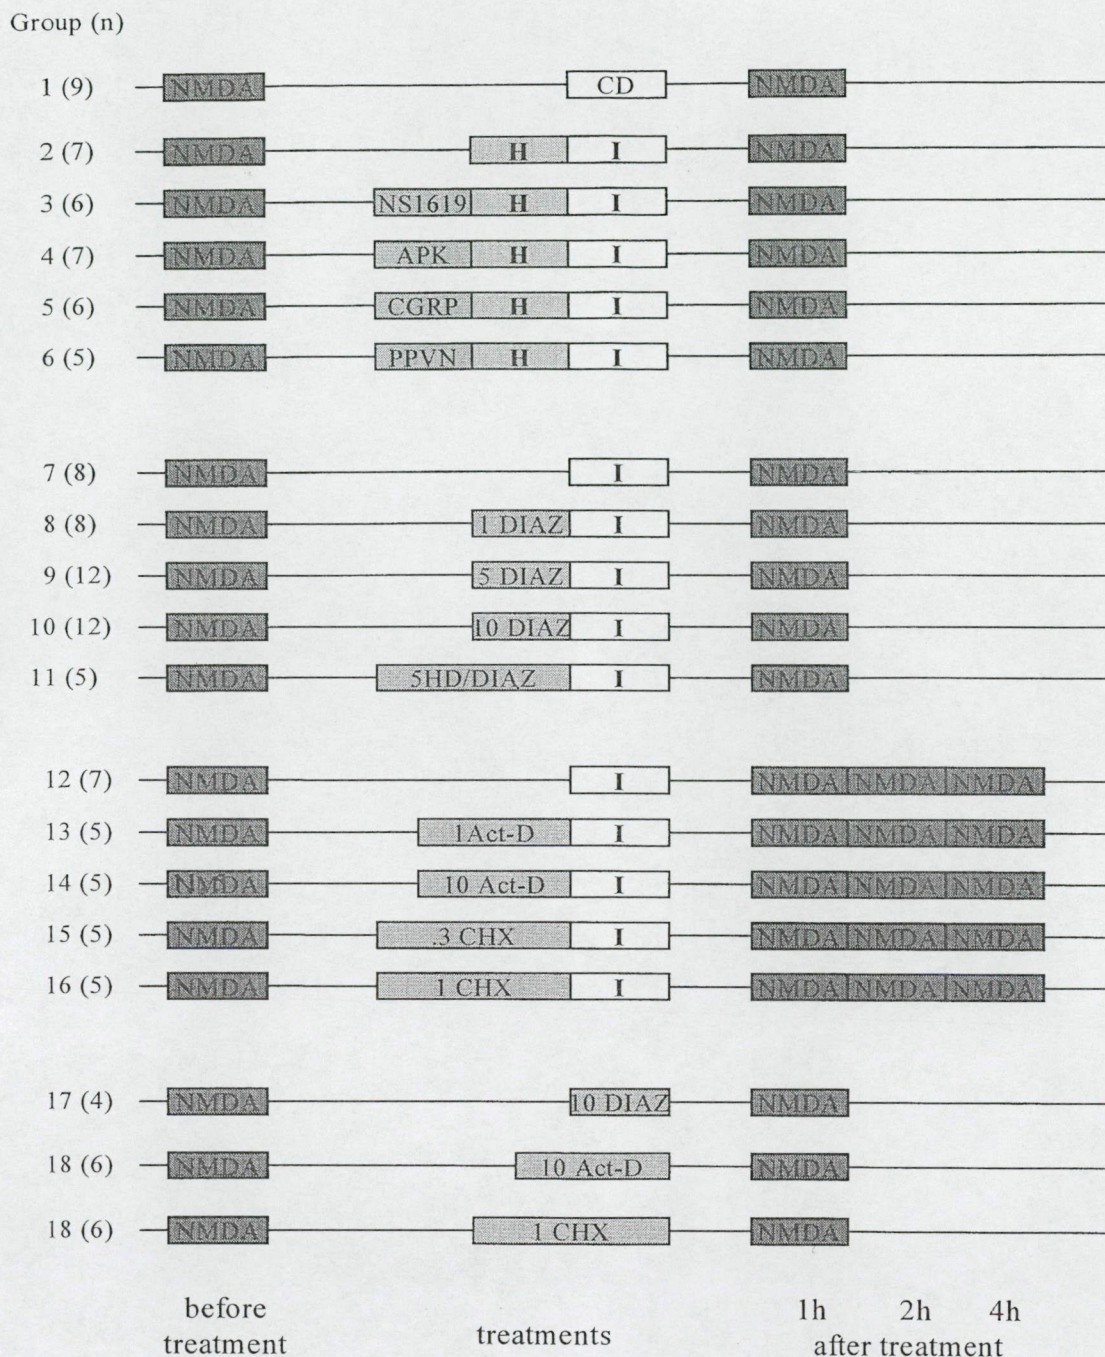 Group (n)
1 (9) NMDA CD NMDA
2 (7) NMDA H I NMDA
3 (6) NMDA NS1619 H I NMDA
4 (7) NMDA APK H I NMDA
5 (6) NMDA CGRP H I NMDA
6 (5) NMDA PPVN H I NMDA
7 (8) NMDA I NMDA
8 (8) NMDA 1 DIAZ I NMDA
9 (12) NMDA 5 DIAZ I NMDA
10 (12) NMDA 10 DIAZ I NMDA
11 (5) NMDA 5HD/DIAZ I NMDA
12 (7) NMDA I NMDA NMDA NMDA
13 (5) NMDA 1Act-D I NMDA NMDA NMDA
14 (5) NMDA 10 Act-D I NMDA NMDA NMDA
15 (5) NMDA .3 CHX I NMDA NMDA NMDA
16 (5) NMDA 1 CHX I NMDA NMDA NMDA
17 (4) NMDA 10 DIAZ NMDA
18 (6) NMDA 10 Act-D NMDA
18 (6) NMDA 1 CHX NMDA
before 1h 2h 4h
treatment treatments after treatment